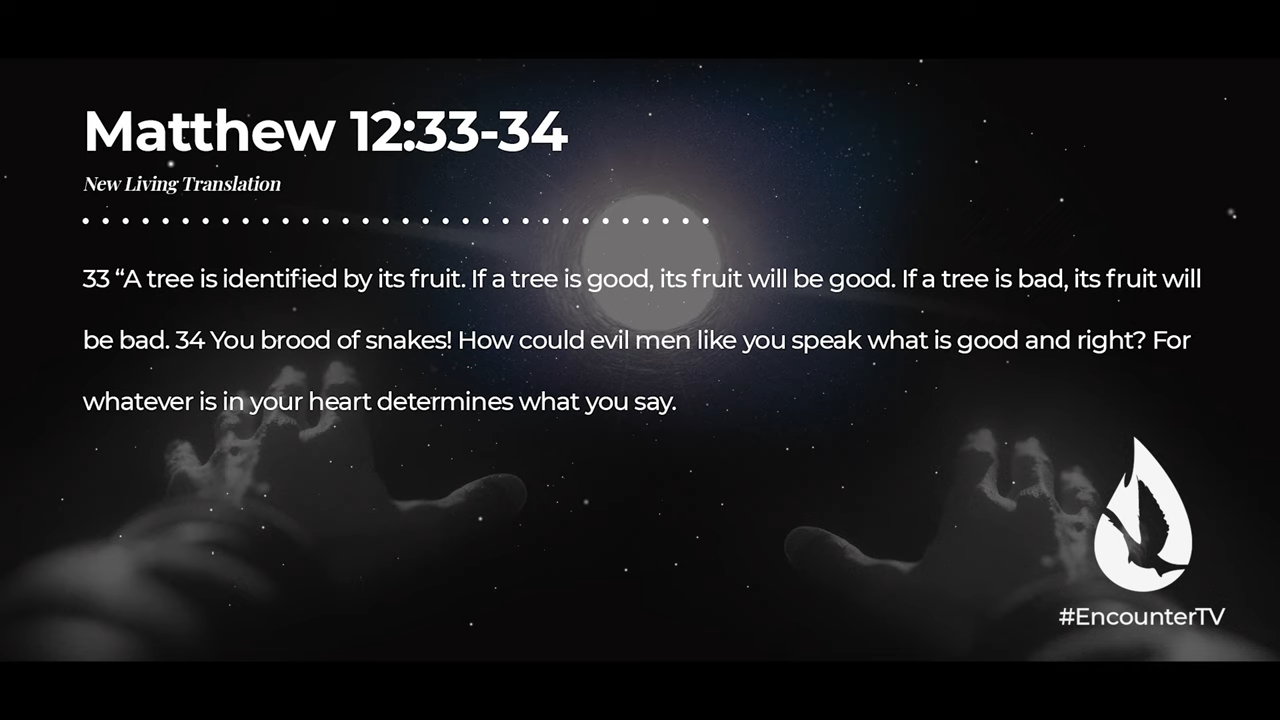 Matthew 12:33-34
New Living Translation
33 “A tree is identified by its fruit. If a tree is good, its fruit will be good. If a tree is bad, its fruit will
be bad. 34 You brood of snakes! How could evil men like you speak what is good and right? For
whatever is in your heart determines what you say.
#EncounterTV